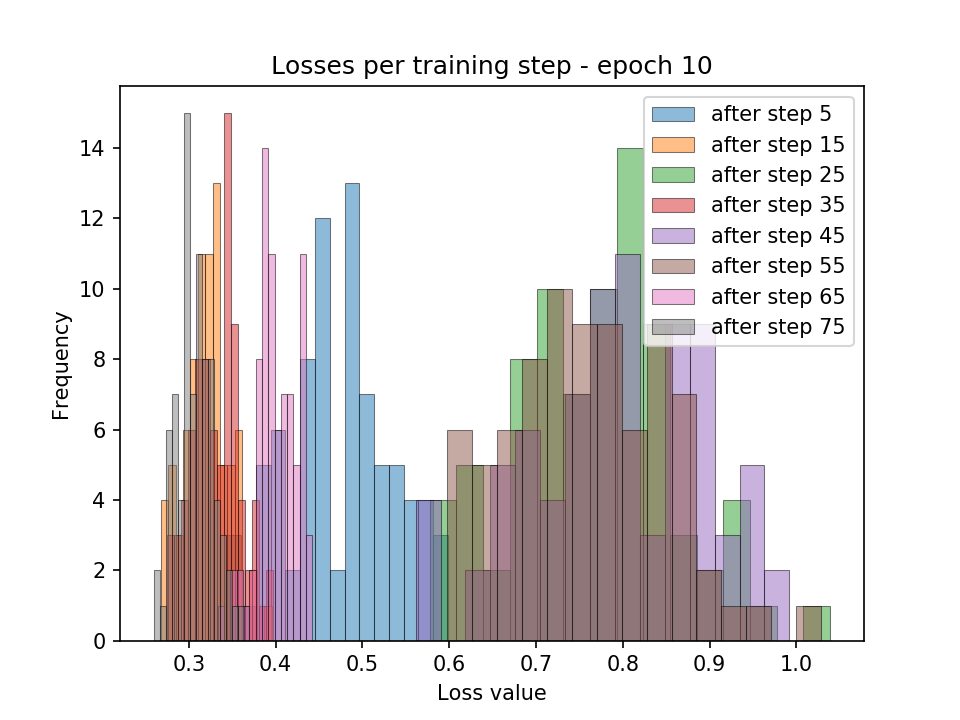 Losses per training step - epoch 10
after step 5
after step 15
after step 25
after step 35
after step 45
after step 55
after step 65
after step 75
Frequency
14
12
10
8
6
4
2
0
0.3 0.4 0.5 0.6 0.7 0.8 0.9 1.0
Loss value